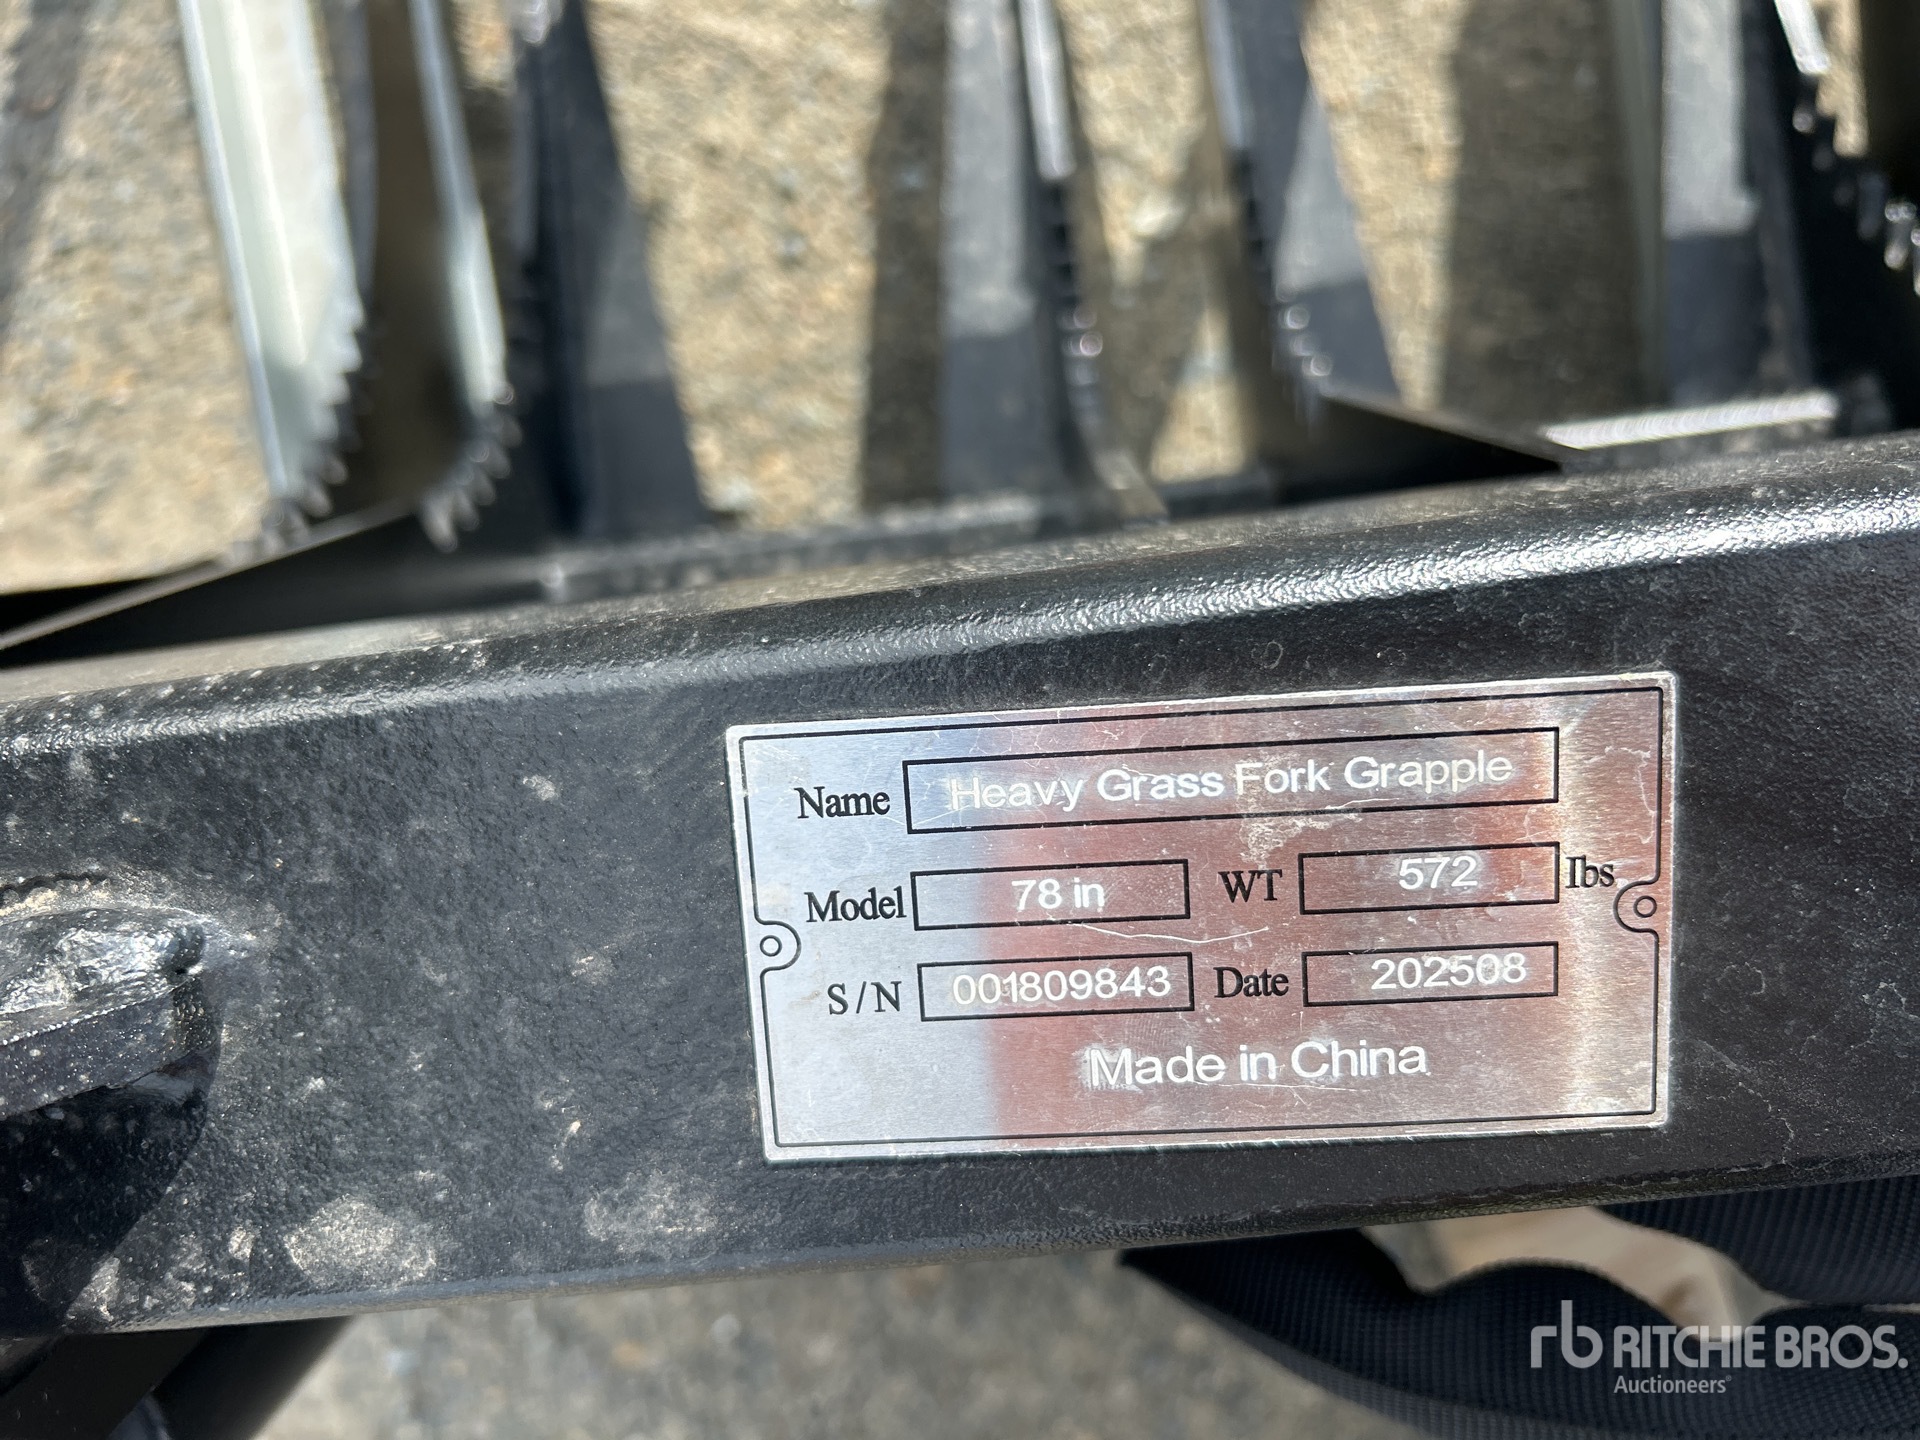 Name Heavy Grass Fork Grapple
Model 78 in WT 572 lbs
S/N 001809843 Date 202508
Made in China
rb RITCHIE BROS.
Auctioneers